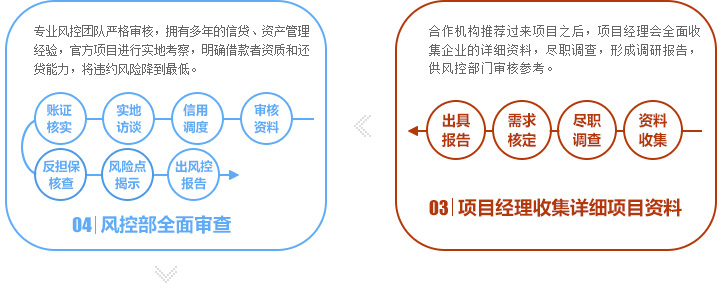 专业风控团队严格审核，拥有多年的信贷、资产管理
经验，官方项目进行实地考察，明确借款者资质和还
贷能力，将违约风险降到最低。
账证
核实
实地
访谈
信用
调度
审核
资料
反担保
核查
风险点
揭示
出风控
报告
04|风控部全面审查
合作机构推荐过来项目之后，项目经理会全面收
集企业的详细资料，尽职调查，形成调研报告，
供风控部门审核参考。
出具
报告
需求
核定
尽职
调查
资料
收集
03|项目经理收集详细项目资料